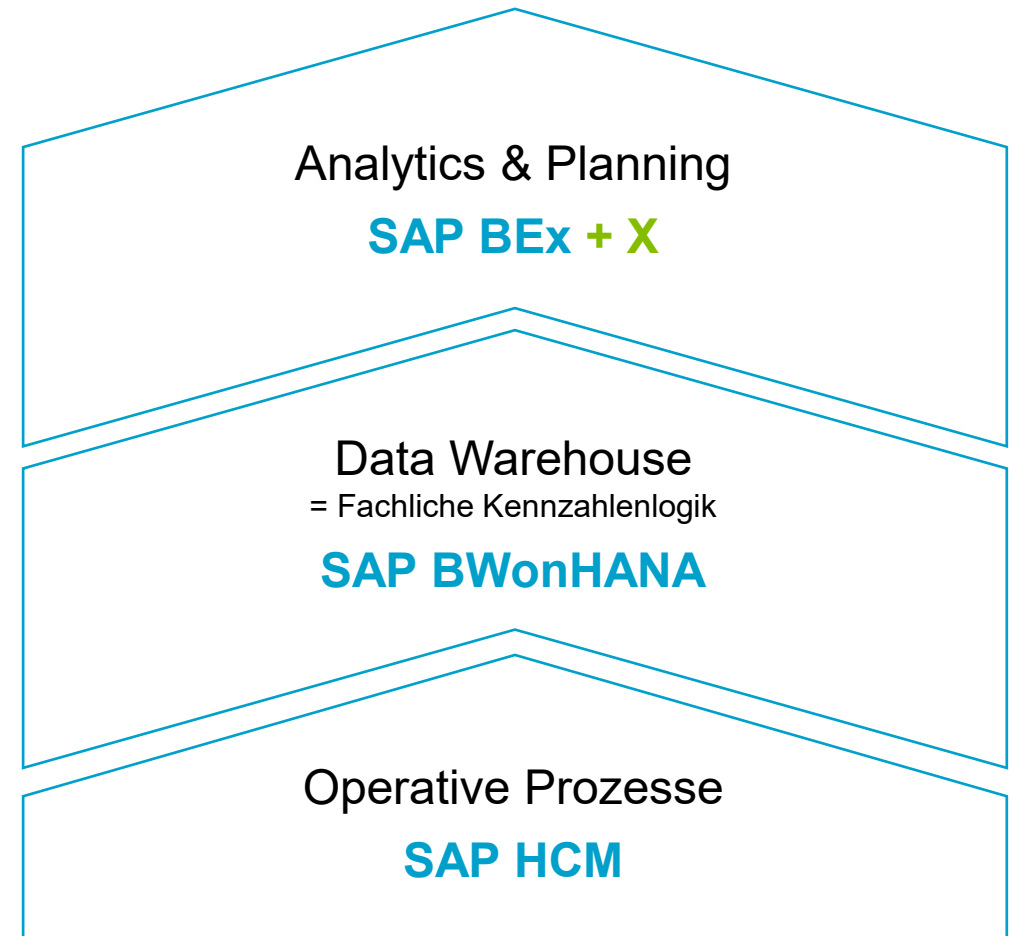 Analytics & Planning
SAP BEx + X
Data Warehouse
= Fachliche Kennzahlenlogik
SAP BWonHANA
Operative Prozesse
SAP HCM